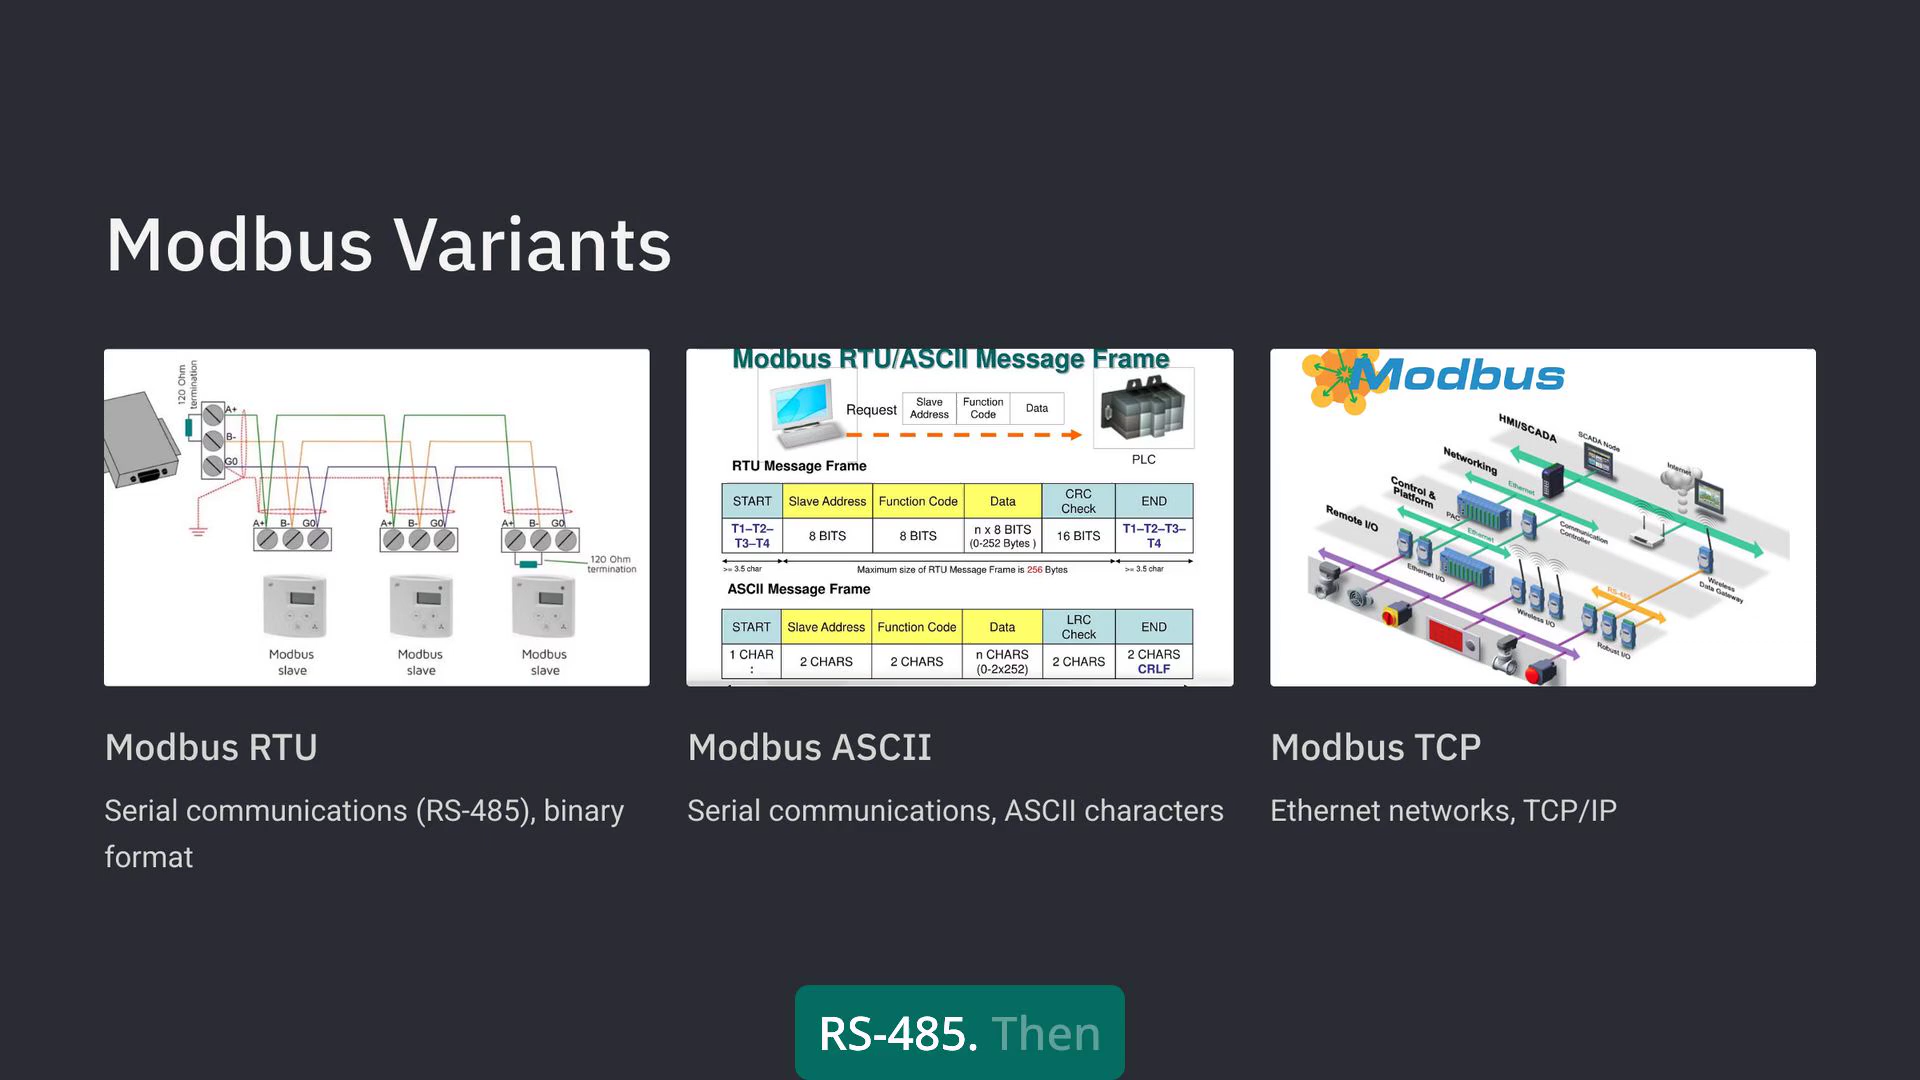 Modbus Variants
120 Ohm
termination
A+
B-
G0
A+ B- G0
A+ B- G0
A+ B- G0
120 Ohm
termination
Modbus
slave
Modbus
slave
Modbus
slave
Modbus RTU/ASCII Message Frame
Request
Slave Address
Function Code
Data
PLC
RTU Message Frame
START Slave Address Function Code Data CRC Check END
T1–T2–T3–T4 8 BITS 8 BITS n x 8 BITS (0-252 Bytes ) 16 BITS T1–T2–T3–T4
>= 3.5 char Maximum size of RTU Message Frame is 256 Bytes >= 3.5 char
ASCII Message Frame
START Slave Address Function Code Data LRC Check END
1 CHAR : 2 CHARS 2 CHARS n CHARS (0-2x252) 2 CHARS 2 CHARS CRLF
Modbus
HMI/SCADA
SCADA Node
Networking
Internet
Ethernet
Control &
Platform
PAC
Communication
Controller
Remote I/O
Ethernet
Ethernet I/O
Wireless
Data Gateway
RS-485
Wireless I/O
Robust I/O
Modbus RTU
Serial communications (RS-485), binary
format
Modbus ASCII
Serial communications, ASCII characters
Modbus TCP
Ethernet networks, TCP/IP
RS-485. Then